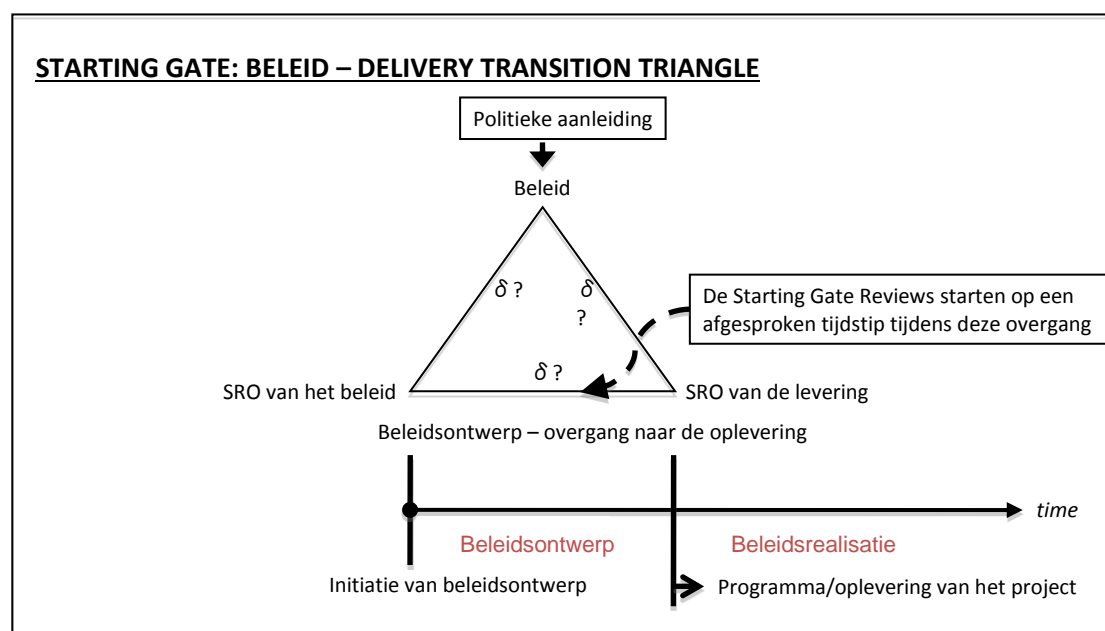 STARTING GATE: BELEID – DELIVERY TRANSITION TRIANGLE
Politieke aanleiding
Beleid
δ ?
δ
?
De Starting Gate Reviews starten op een
afgesproken tijdstip tijdens deze overgang
δ ?
SRO van het beleid
SRO van de levering
Beleidsontwerp – overgang naar de oplevering
time
Beleidsontwerp
Beleidsrealisatie
Initiatie van beleidsontwerp
Programma/oplevering van het project